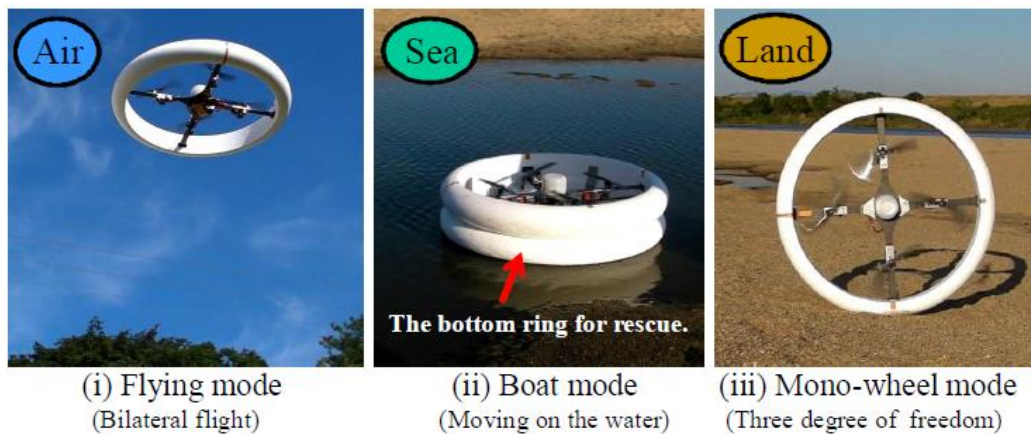 Air
Sea
Land
The bottom ring for rescue.
(i) Flying mode
(Bilateral flight)
(ii) Boat mode
(Moving on the water)
(iii) Mono-wheel mode
(Three degree of freedom)